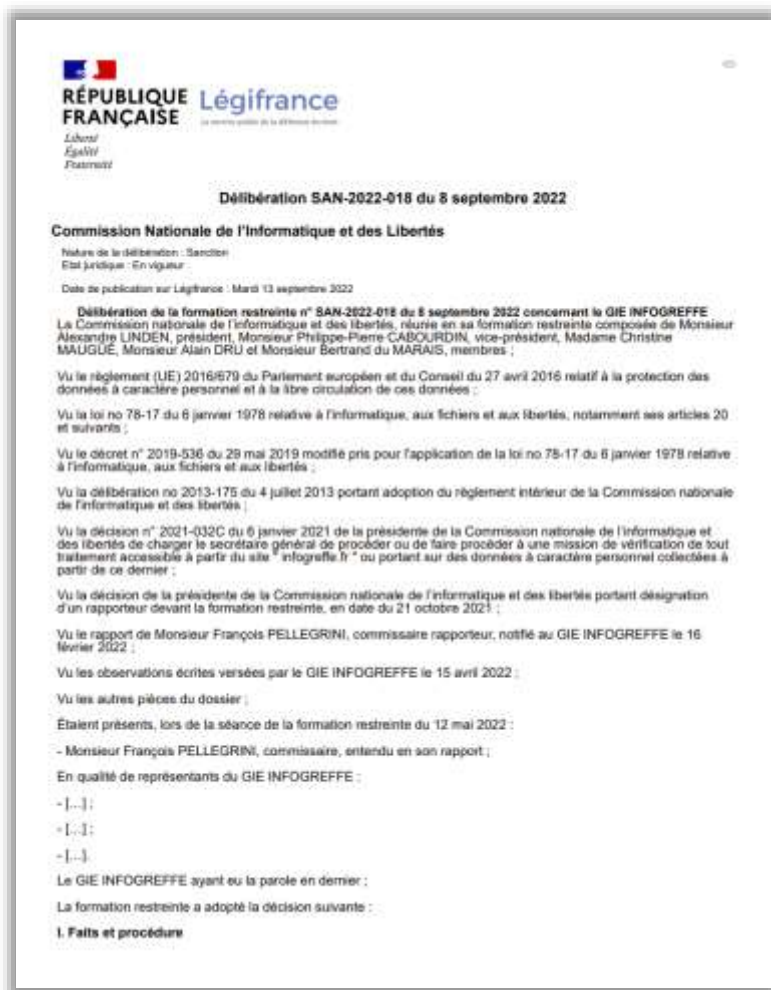 RÉPUBLIQUE
FRANÇAISE
Liberté
Égalité
Fraternité
Légifrance
Délibération SAN-2022-018 du 8 septembre 2022
Commission Nationale de l'Informatique et des Libertés
Nature de la délibération : Sanction
Etat juridique : En vigueur
Date de publication sur Légifrance : Mardi 13 septembre 2022
Délibération de la formation restreinte n° SAN-2022-018 du 8 septembre 2022 concernant le GIE INFOGREFFE
La Commission nationale de l'informatique et des libertés, réunie en sa formation restreinte composée de Monsieur
Alexandre LINDEN, président, Monsieur Philippe-Pierre CABOURDIN, vice-président, Madame Christine
MAUGÜÉ, Monsieur Alain DRU et Monsieur Bertrand du MARAIS, membres ;
Vu le règlement (UE) 2016/679 du Parlement européen et du Conseil du 27 avril 2016 relatif à la protection des
données à caractère personnel et à la libre circulation de ces données ;
Vu la loi no 78-17 du 6 janvier 1978 relative à l'informatique, aux fichiers et aux libertés, notamment ses articles 20
et suivants ;
Vu le décret n° 2019-536 du 29 mai 2019 modifié pris pour l'application de la loi no 78-17 du 6 janvier 1978 relative
à l'informatique, aux fichiers et aux libertés ;
Vu la délibération no 2013-175 du 4 juillet 2013 portant adoption du règlement intérieur de la Commission nationale
de l'informatique et des libertés ;
Vu la décision n° 2021-032C du 6 janvier 2021 de la présidente de la Commission nationale de l'informatique et
des libertés de charger le secrétaire général de procéder ou de faire procéder à une mission de vérification de tout
traitement accessible à partir du site " infogreffe.fr " ou portant sur des données à caractère personnel collectées à
partir de ce dernier ;
Vu la décision de la présidente de la Commission nationale de l'informatique et des libertés portant désignation
d'un rapporteur devant la formation restreinte, en date du 21 octobre 2021 ;
Vu le rapport de Monsieur François PELLEGRINI, commissaire rapporteur, notifié au GIE INFOGREFFE le 16
février 2022 ;
Vu les observations écrites versées par le GIE INFOGREFFE le 15 avril 2022 ;
Vu les autres pièces du dossier ;
Étaient présents, lors de la séance de la formation restreinte du 12 mai 2022 :
- Monsieur François PELLEGRINI, commissaire, entendu en son rapport ;
En qualité de représentants du GIE INFOGREFFE :
- [...] ;
- [...] ;
- [...].
Le GIE INFOGREFFE ayant eu la parole en dernier ;
La formation restreinte a adopté la décision suivante :
I. Faits et procédure